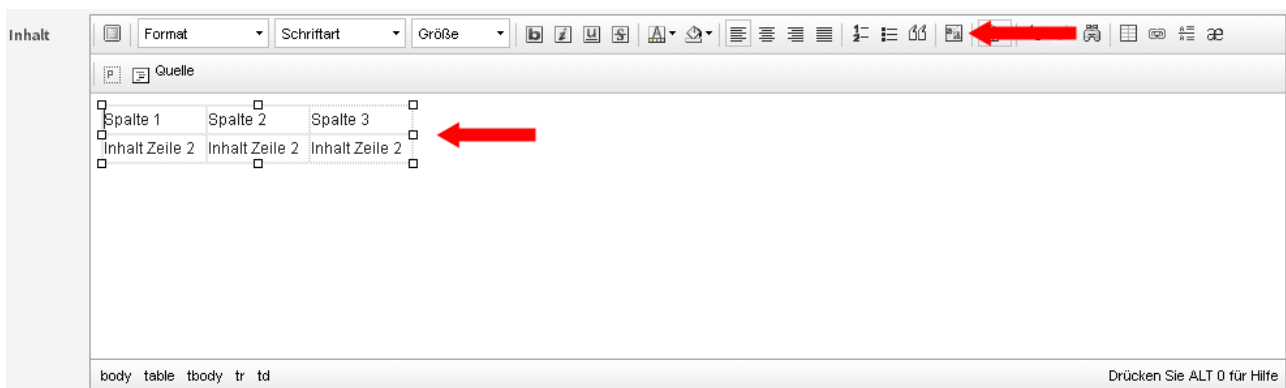 Inhalt
Format Schriftart Größe
Quelle
Spalte 1 Spalte 2 Spalte 3
Inhalt Zeile 2 Inhalt Zeile 2 Inhalt Zeile 2
body table tbody tr td Drücken Sie ALT 0 für Hilfe